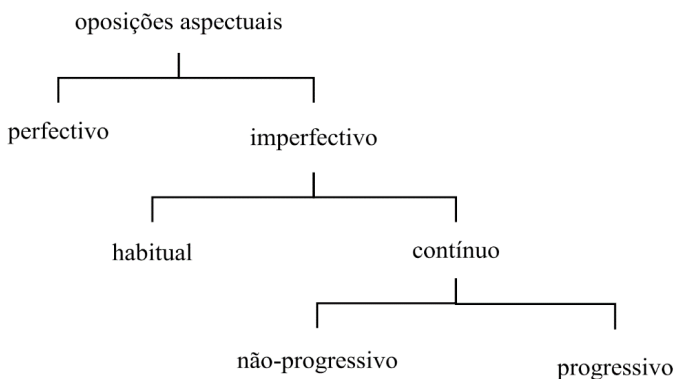 oposições aspectuais
perfectivo
imperfectivo
habitual
contínuo
não-progressivo
progressivo